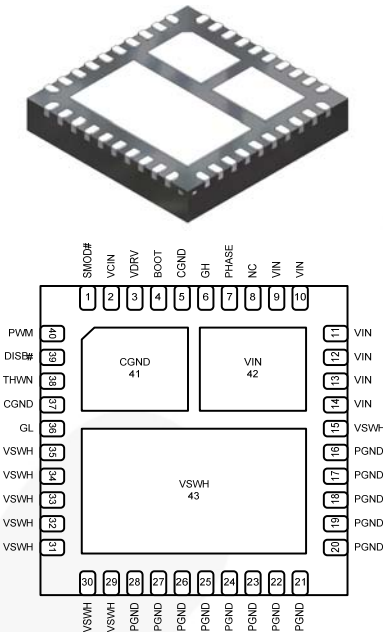 SMOD#
VCIN
VDRV
BOOT
CGND
GH
PHASE
NC
VIN
VIN
1
2
3
4
5
6
7
8
9
10
PWM
40
DISB#
39
THWN
38
CGND
37
GL
36
VSWH
35
VSWH
34
VSWH
33
VSWH
32
VSWH
31
CGND
41
VIN
42
VSWH
43
11
VIN
12
VIN
13
VIN
14
VIN
15
VSWH
16
PGND
17
PGND
18
PGND
19
PGND
20
PGND
30
29
28
27
26
25
24
23
22
21
VSWH
VSWH
PGND
PGND
PGND
PGND
PGND
PGND
PGND
PGND